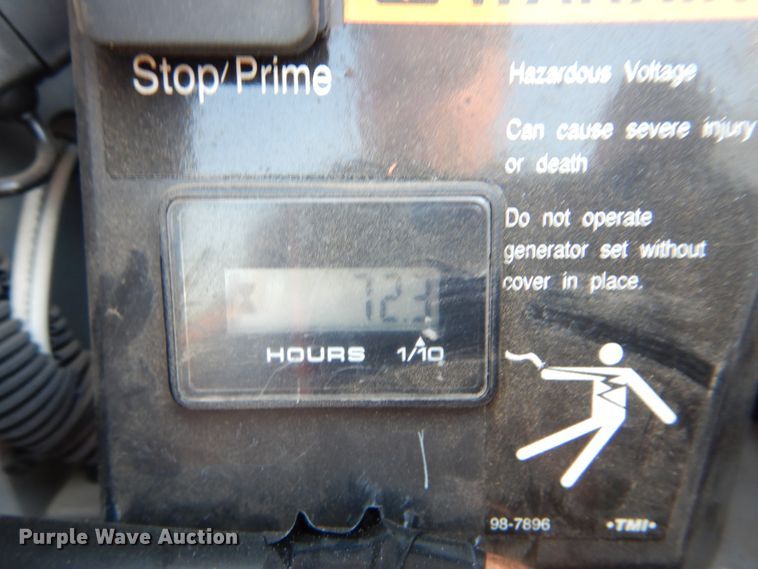 Stop/Prime
Hazardous Voltage
Can cause severe injury
or death
Do not operate
generator set without
cover in place.
72.3
HOURS 1/10
98-7896 •TMI•
Purple Wave Auction